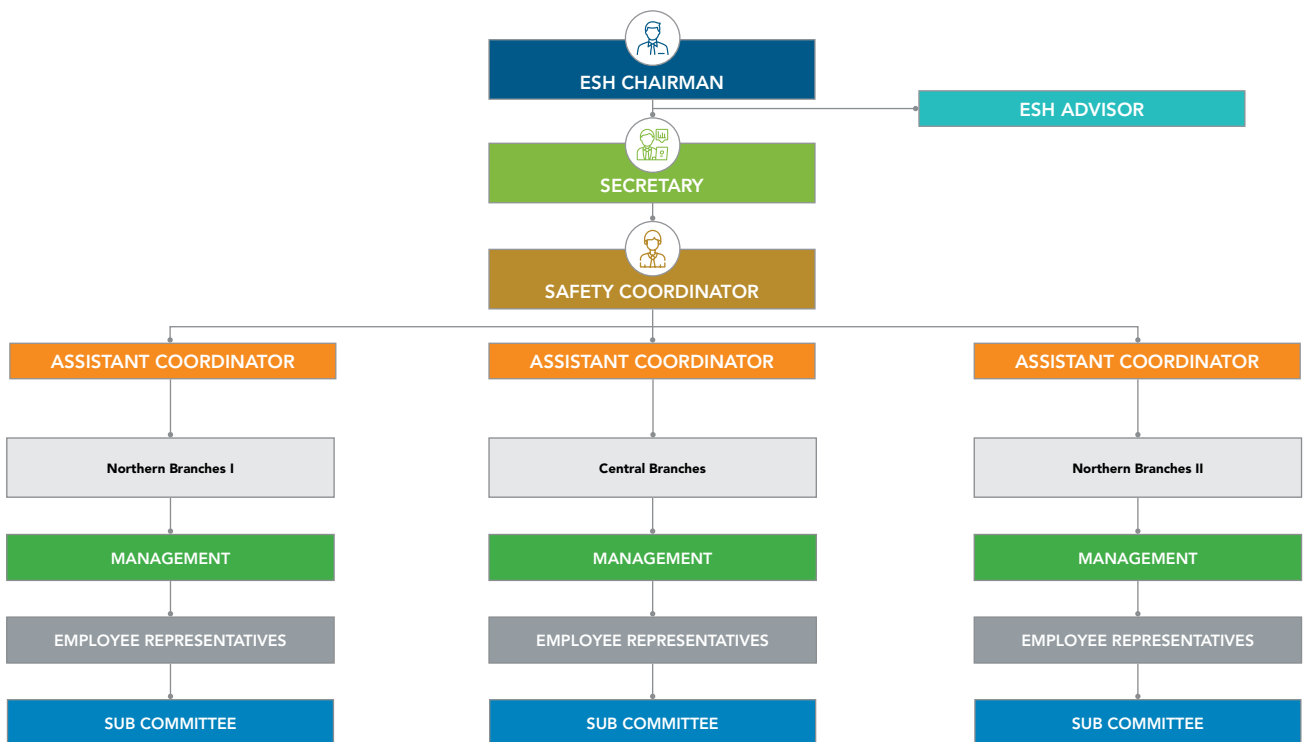 ESH CHAIRMAN
ESH ADVISOR
SECRETARY
SAFETY COORDINATOR
ASSISTANT COORDINATOR
ASSISTANT COORDINATOR
ASSISTANT COORDINATOR
Northern Branches I
Central Branches
Northern Branches II
MANAGEMENT
MANAGEMENT
MANAGEMENT
EMPLOYEE REPRESENTATIVES
EMPLOYEE REPRESENTATIVES
EMPLOYEE REPRESENTATIVES
SUB COMMITTEE
SUB COMMITTEE
SUB COMMITTEE